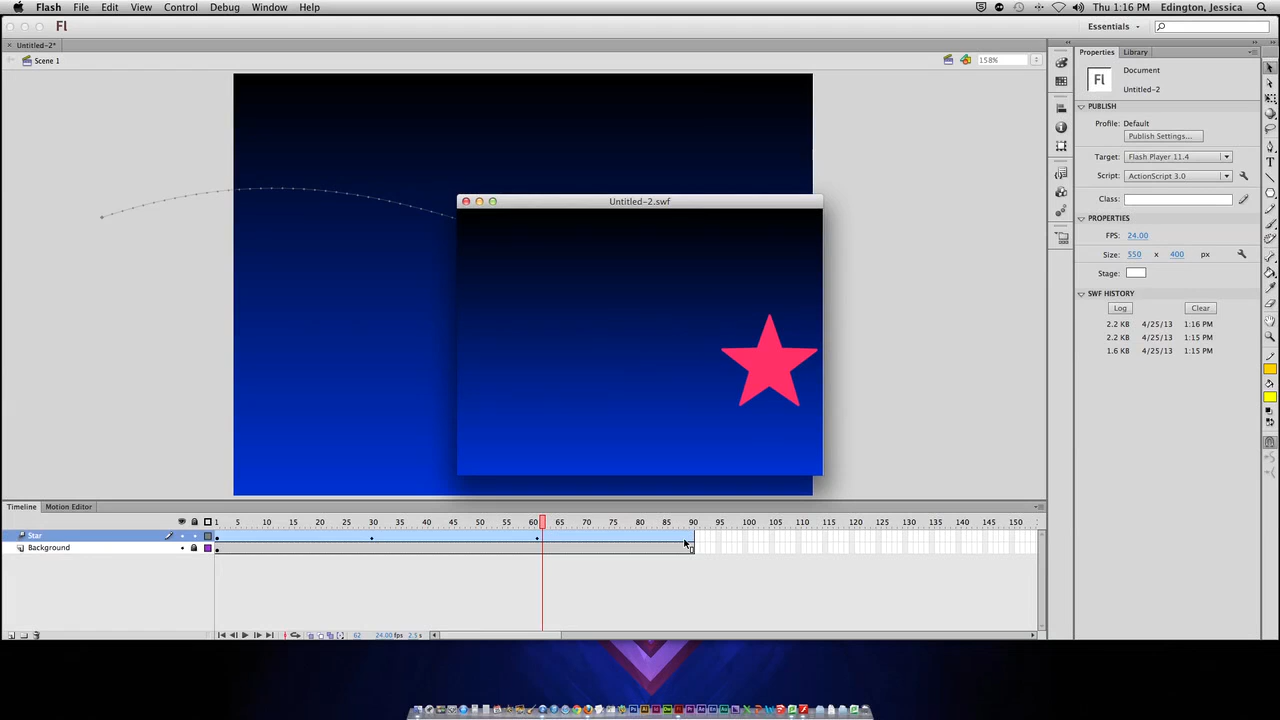 Flash File Edit View Control Debug Window Help Thu 1:16 PM Edington, Jessica
Fl Essentials
× Untitled-2*
Scene 1 158%
Properties Library
Fl Document
Untitled-2
PUBLISH
Profile: Default
Publish Settings...
Target: Flash Player 11.4
Script: ActionScript 3.0
Class:
PROPERTIES
FPS: 24.00
Size: 550 x 400 px
Stage:
SWF HISTORY
Log Clear
2.2 KB 4/25/13 1:16 PM
2.2 KB 4/25/13 1:15 PM
1.6 KB 4/25/13 1:15 PM
Untitled-2.swf
Timeline Motion Editor
1 5 10 15 20 25 30 35 40 45 50 55 60 65 70 75 80 85 90 95 100 105 110 115 120 125 130 135 140 145 150
Star
Background
62 24.00 fps 2.5 s